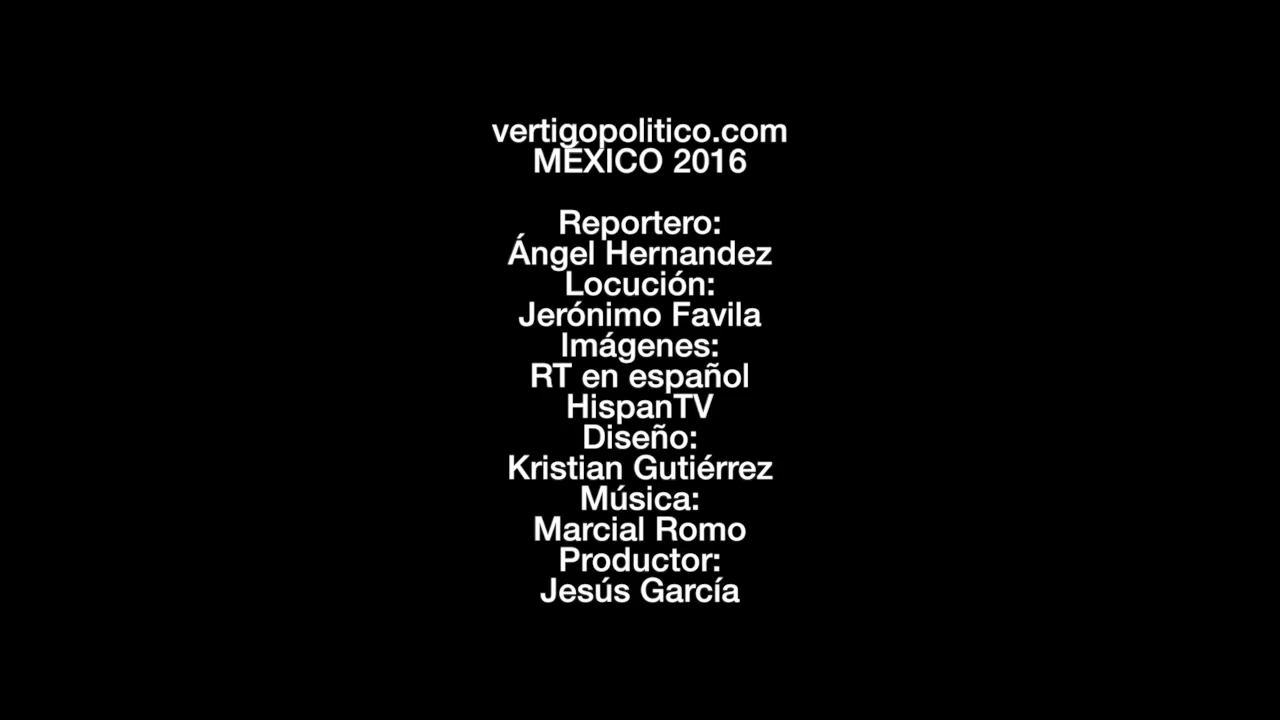 vertigopolitico.com
MÉXICO 2016
Reportero:
Ángel Hernandez
Locución:
Jerónimo Favila
Imágenes:
RT en español
HispanTV
Diseño:
Kristian Gutiérrez
Música:
Marcial Romo
Productor:
Jesús García